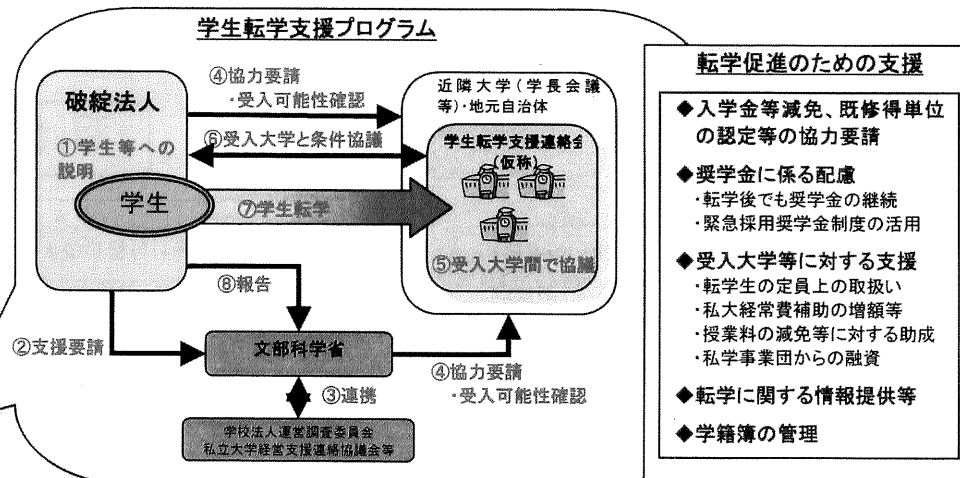 学生転学支援プログラム
破綻法人
①学生等への
説明
学生
④協力要請
・受入可能性確認
⑥受入大学と条件協議
⑦学生転学
近隣大学(学長会議
等)・地元自治体
学生転学支援連絡会
(仮称)
⑤受入大学間で協議
⑧報告
②支援要請
文部科学省
③連携
④協力要請
・受入可能性確認
学校法人運営調査委員会
私立大学経営支援連絡協議会等
転学促進のための支援
◆入学金等減免、既修得単位
の認定等の協力要請
◆奨学金に係る配慮
・転学後でも奨学金の継続
・緊急採用奨学金制度の活用
◆受入大学等に対する支援
・転学生の定員上の取扱い
・私大経常費補助の増額等
・授業料の減免等に対する助成
・私学事業団からの融資
◆転学に関する情報提供等
◆学籍簿の管理